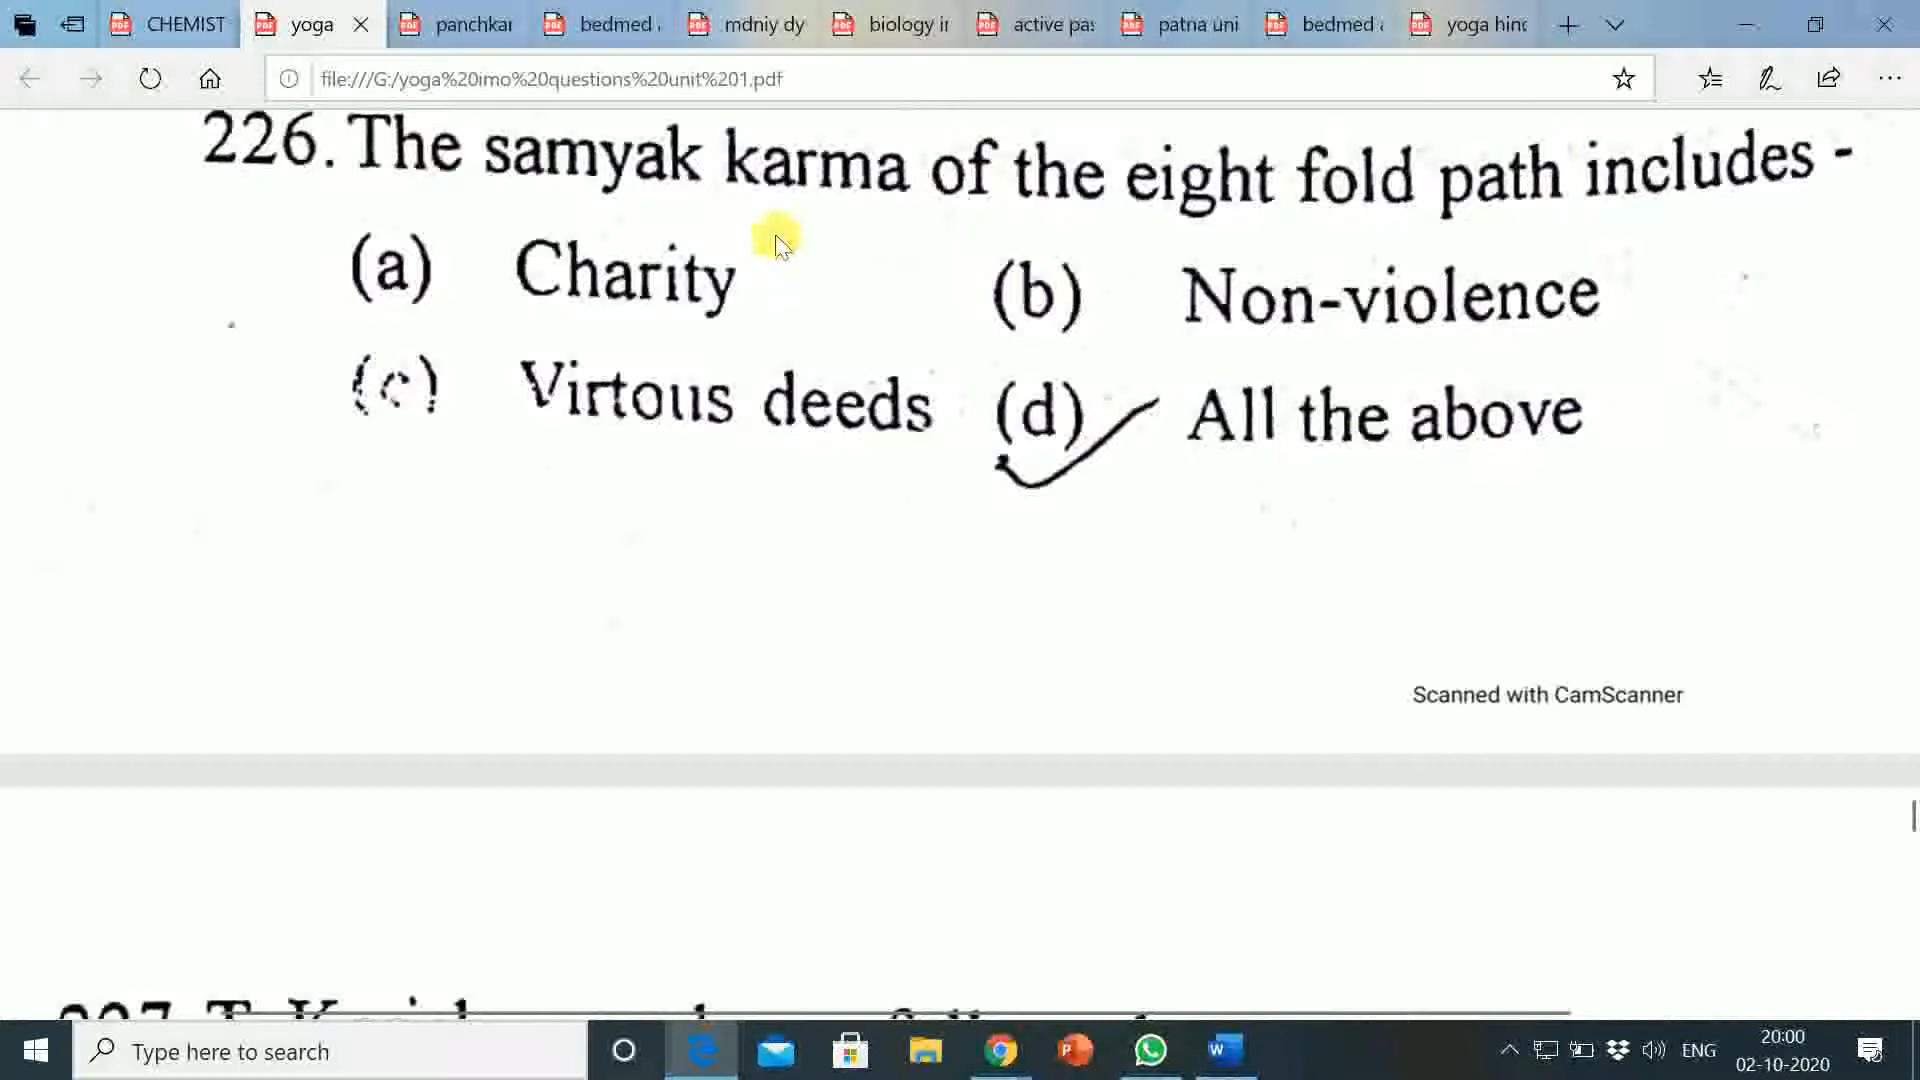 CHEMIST
yoga
panchkar
bedmed
mdniy dy
biology ir
active pas
patna uni
bedmed a
yoga hind
file:///G:/yoga%20imo%20questions%20unit%201.pdf
226. The samyak karma of the eight fold path includes -
(a) Charity (b) Non-violence
(c) Virtous deeds (d) All the above
Scanned with CamScanner
Type here to search
ENG
20:00
02-10-2020